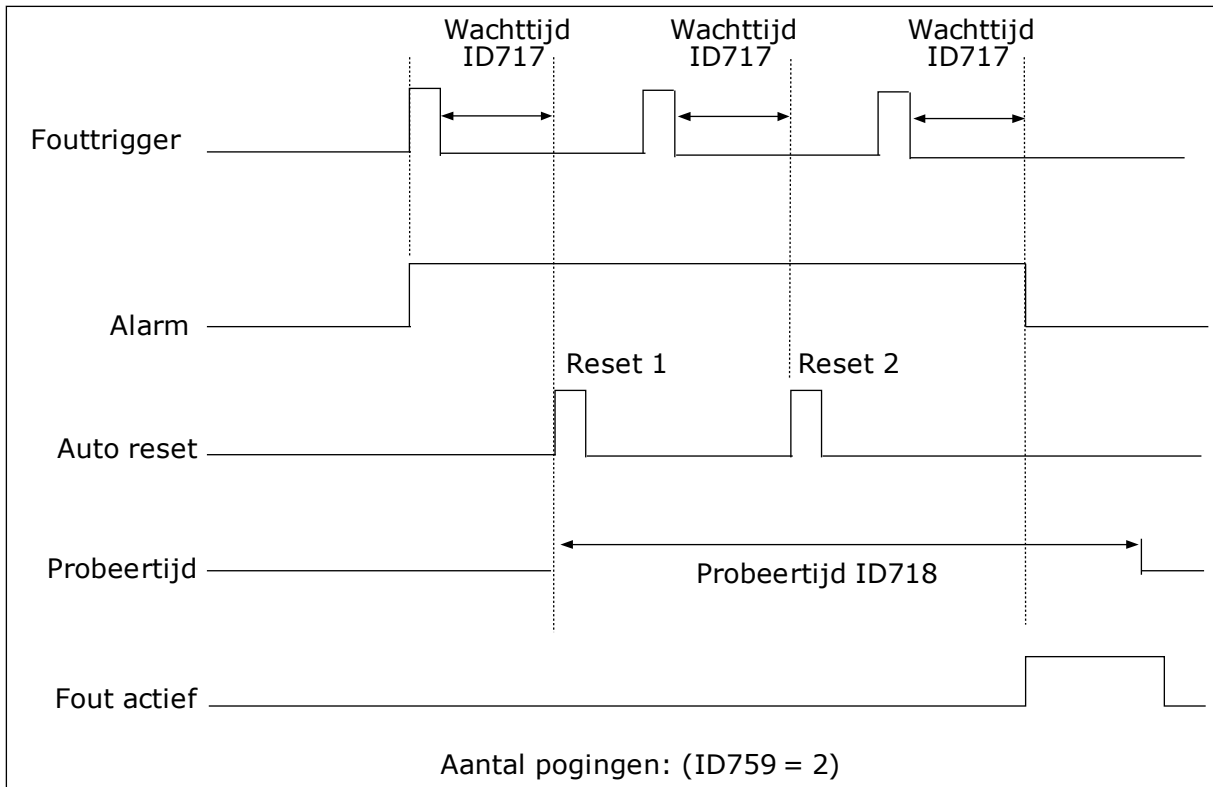 Wachttijd
ID717
Wachttijd
ID717
Wachttijd
ID717
Fouttrigger
Alarm
Reset 1
Reset 2
Auto reset
Probeertijd
Probeertijd ID718
Fout actief
Aantal pogingen: (ID759 = 2)